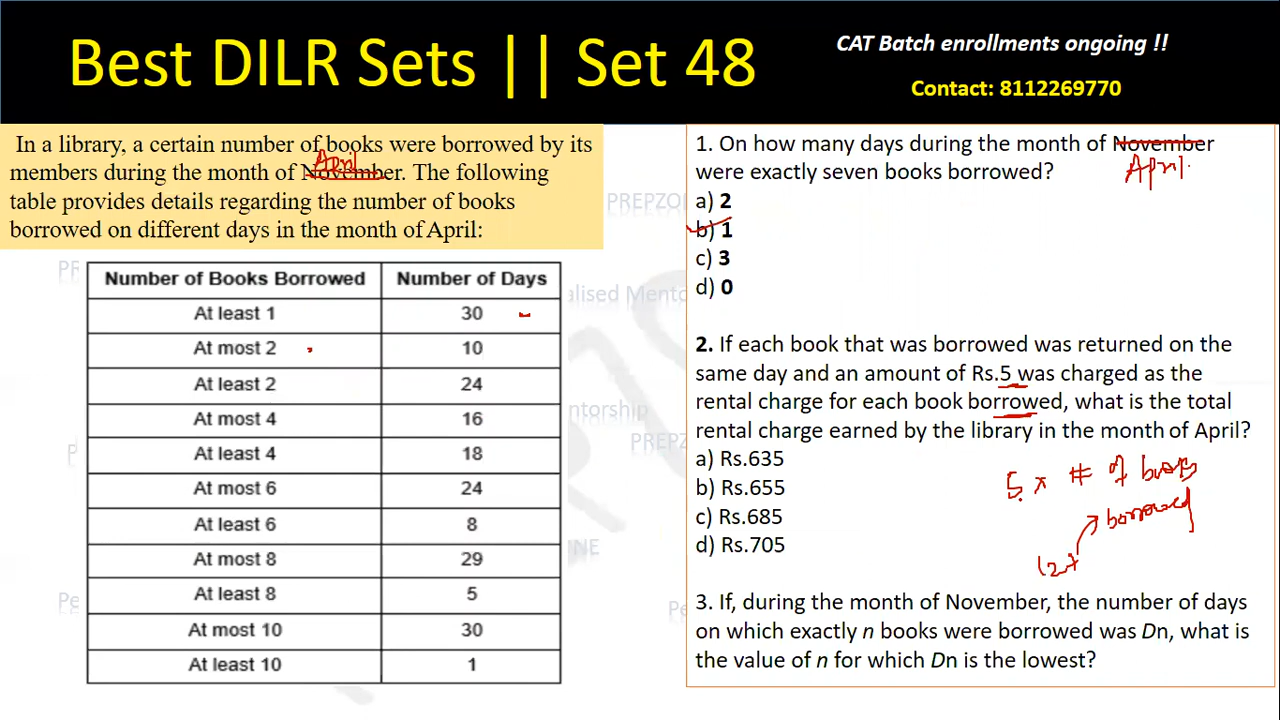 Best DILR Sets || Set 48
CAT Batch enrollments ongoing !!
Contact: 8112269770
In a library, a certain number of books were borrowed by its
April
members during the month of November. The following
table provides details regarding the number of books
borrowed on different days in the month of April:
Number of Books Borrowed Number of Days
At least 1 30
At most 2 10
At least 2 24
At most 4 16
At least 4 18
At most 6 24
At least 6 8
At most 8 29
At least 8 5
At most 10 30
At least 10 1
1. On how many days during the month of November
were exactly seven books borrowed?
April
a) 2
b) 1
c) 3
d) 0
2. If each book that was borrowed was returned on the
same day and an amount of Rs.5 was charged as the
rental charge for each book borrowed, what is the total
rental charge earned by the library in the month of April?
a) Rs.635
b) Rs.655
c) Rs.685
d) Rs.705
5 x # of books
borrowed
127
3. If, during the month of November, the number of days
on which exactly n books were borrowed was Dn, what is
the value of n for which Dn is the lowest?
PREPZO
alised Mento
ntorship
PREPZ
NE